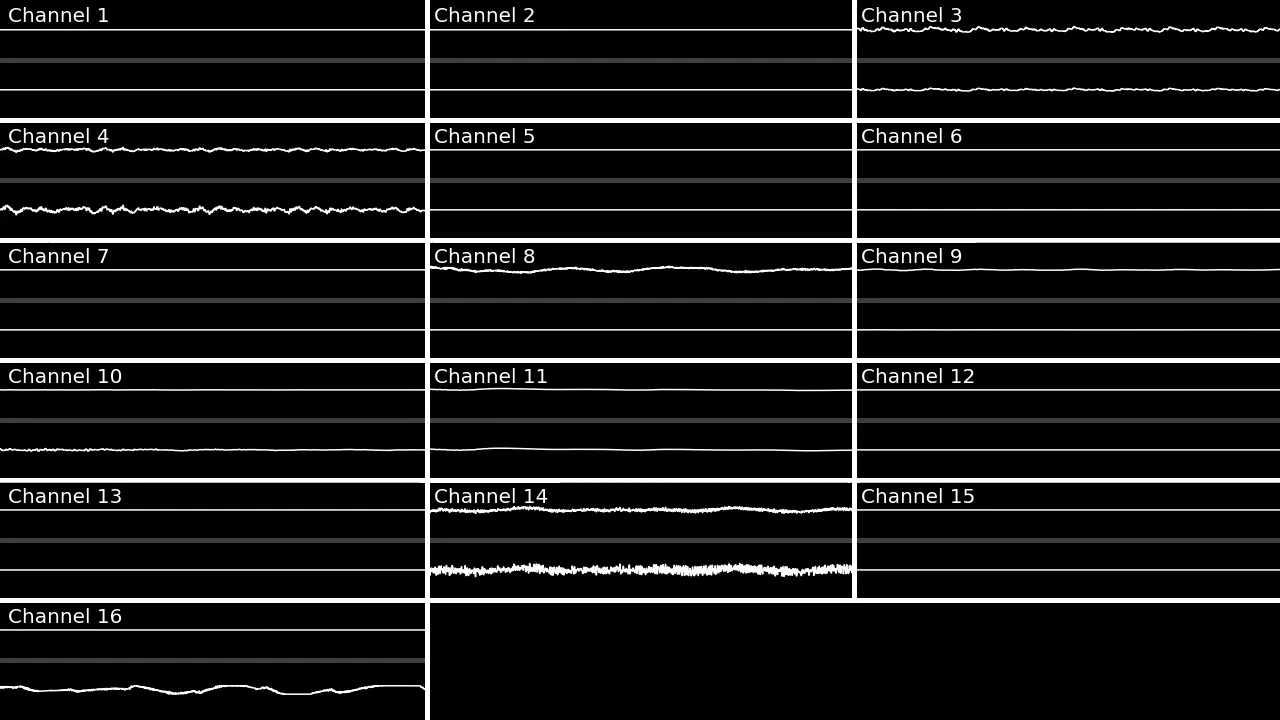 Channel 1
Channel 2
Channel 3
Channel 4
Channel 5
Channel 6
Channel 7
Channel 8
Channel 9
Channel 10
Channel 11
Channel 12
Channel 13
Channel 14
Channel 15
Channel 16